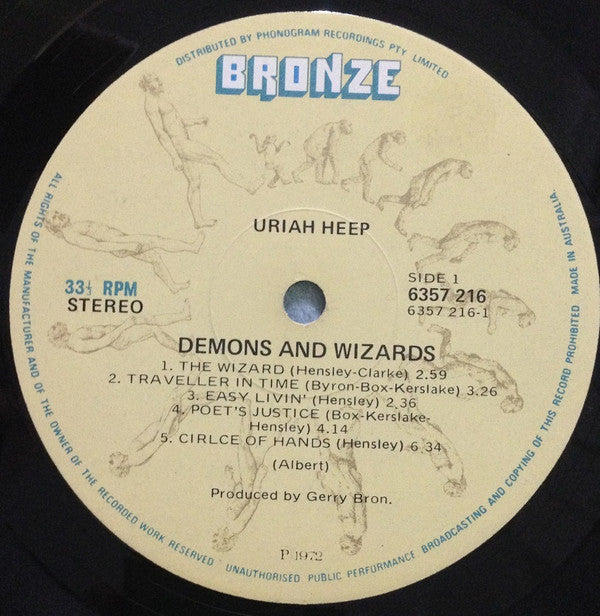 DISTRIBUTED BY PHONOGRAM RECORDINGS PTY. LIMITED
BRONZE
URIAH HEEP
33⅓ RPM
STEREO
SIDE 1
6357 216
6357 216-1
DEMONS AND WIZARDS
1. THE WIZARD (Hensley-Clarke) 2.59
2. TRAVELLER IN TIME (Byron-Box-Kerslake) 3.26
3. EASY LIVIN' (Hensley) 2.36
4. POET'S JUSTICE (Box-Kerslake-
Hensley) 4.14
5. CIRLCE OF HANDS (Hensley) 6.34
(Albert)
Produced by Gerry Bron.
P 1972
ALL RIGHTS OF THE MANUFACTURER AND OF THE OWNER OF THE RECORDED WORK RESERVED UNAUTHORISED PUBLIC PERFORMANCE BROADCASTING AND COPYING OF THIS RECORD PROHIBITED MADE IN AUSTRALIA.